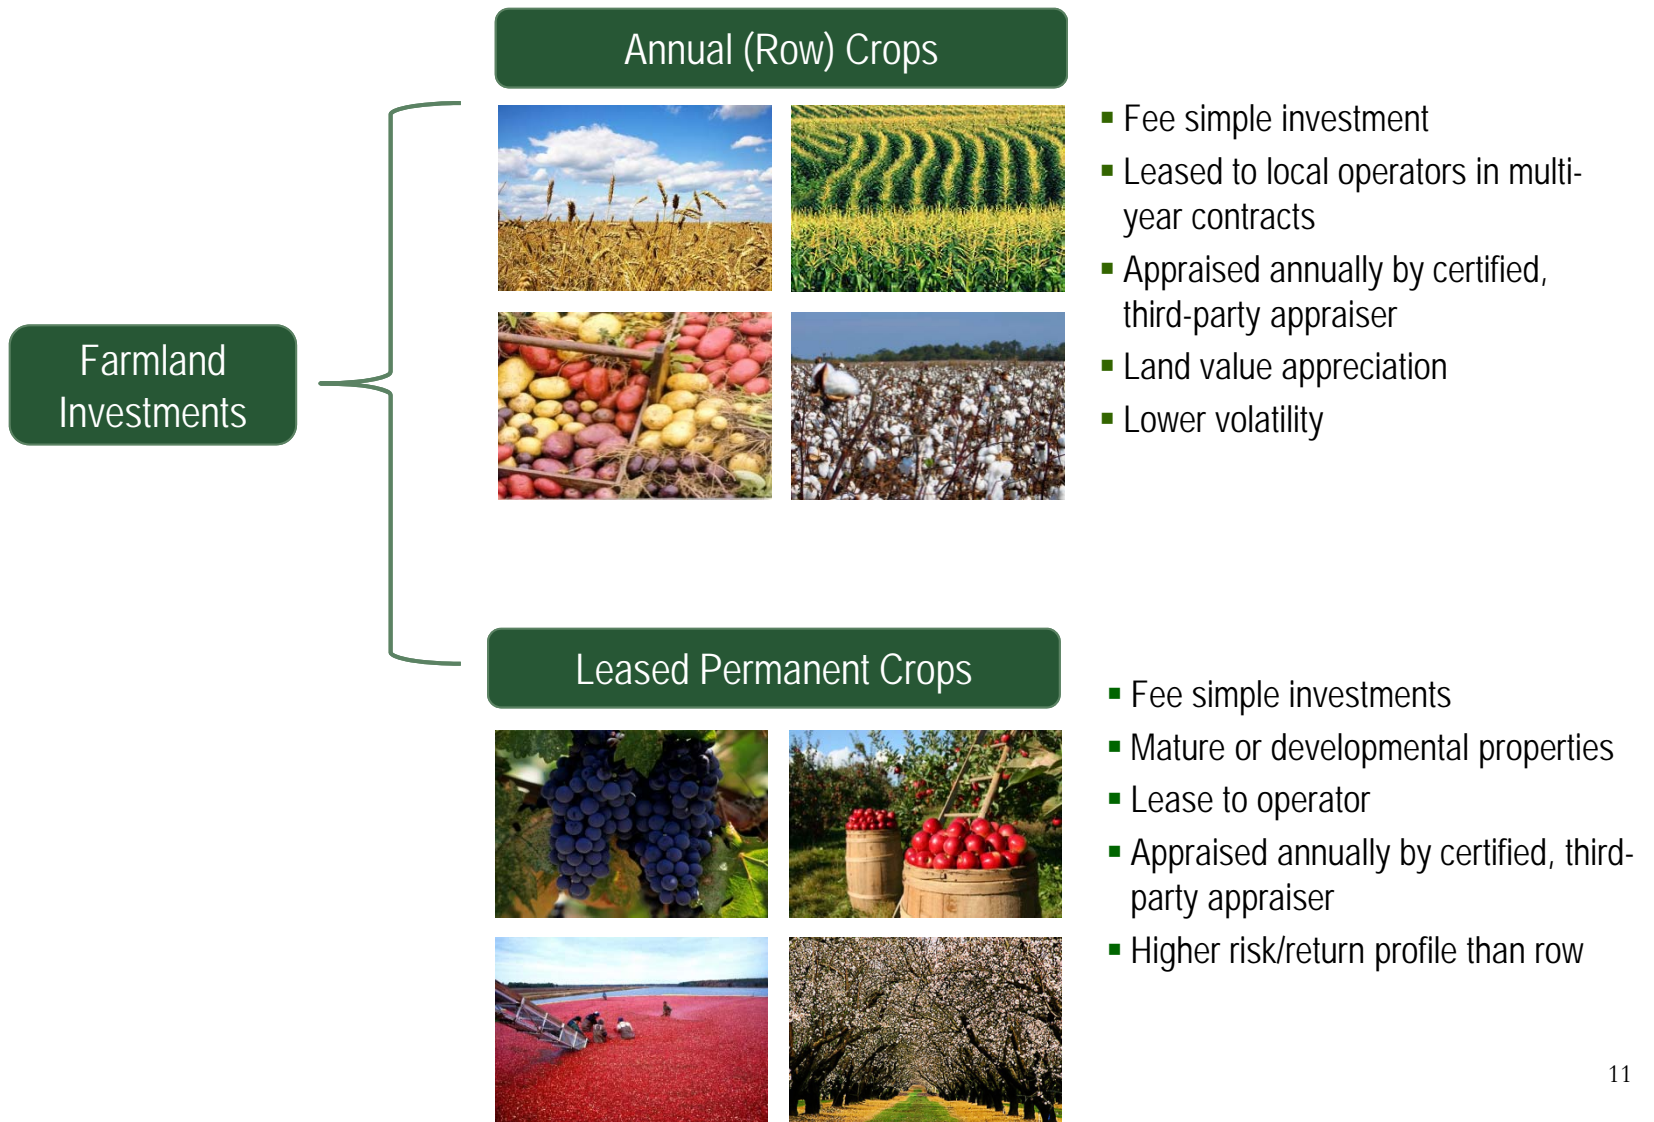 Annual (Row) Crops
Farmland
Investments
▪ Fee simple investment
▪ Leased to local operators in multi-
year contracts
▪ Appraised annually by certified,
third-party appraiser
▪ Land value appreciation
▪ Lower volatility
Leased Permanent Crops
▪ Fee simple investments
▪ Mature or developmental properties
▪ Lease to operator
▪ Appraised annually by certified, third-
party appraiser
▪ Higher risk/return profile than row
11